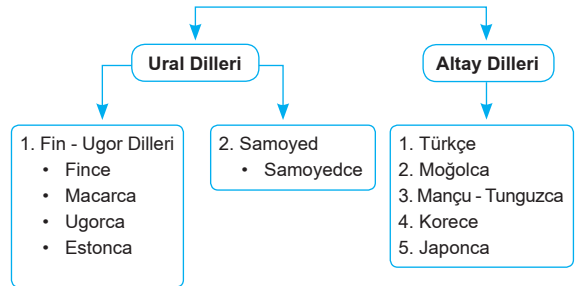 Ural Dilleri
Altay Dilleri
1. Fin - Ugor Dilleri
• Fince
• Macarca
• Ugorca
• Estonca
2. Samoyed
• Samoyedce
1. Türkçe
2. Moğolca
3. Mançu - Tunguzca
4. Korece
5. Japonca